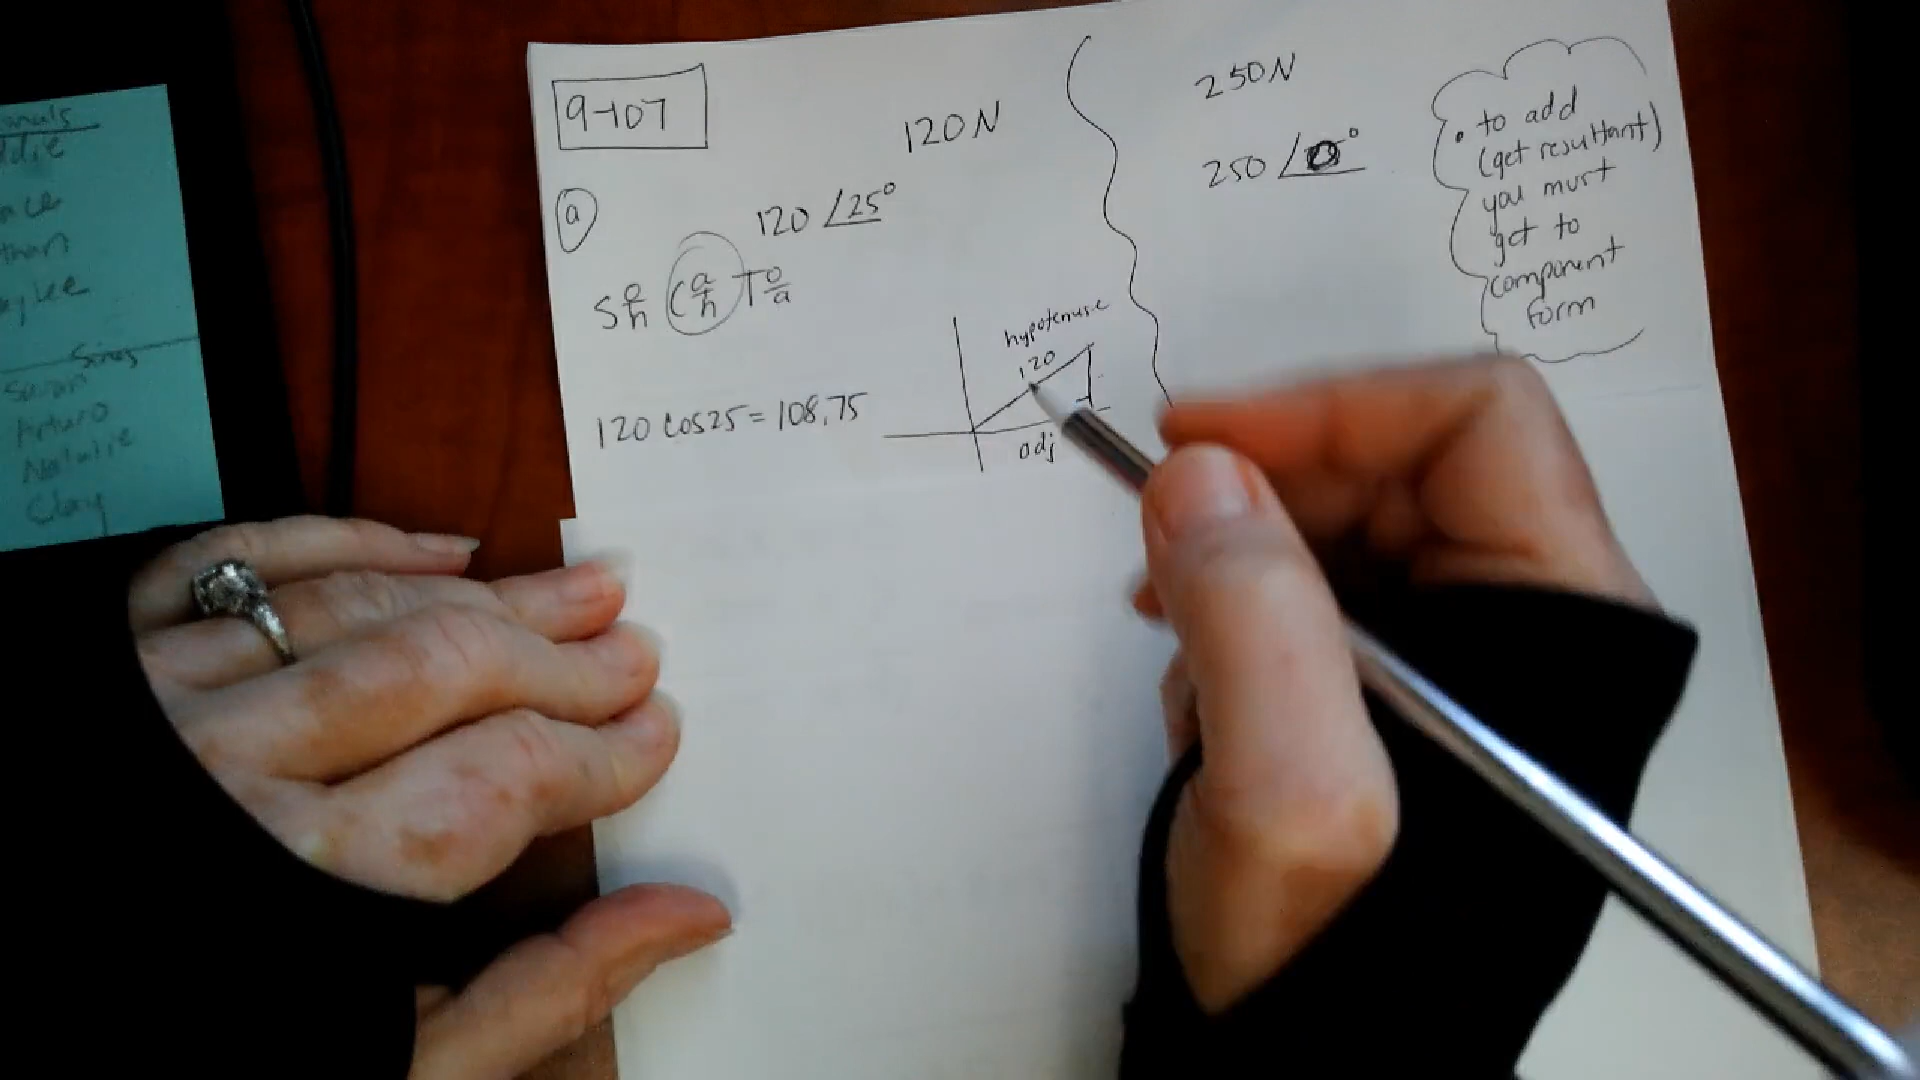 9-107
120N
250N
a
120 ∠25°
250 ∠0°
S o/h C a/h T o/a
120 cos25 = 108.75
hypotenuse
120
adj
• to add
(get resultant)
you must
get to
component
form
Sines
Arturo
Natalie
Clay